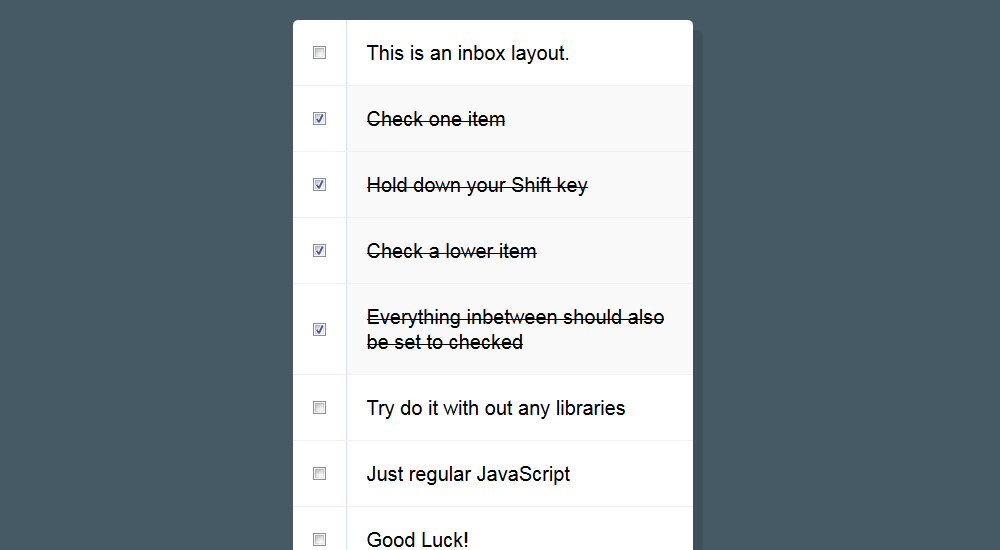 This is an inbox layout.
Check one item
Hold down your Shift key
Check a lower item
Everything inbetween should also
be set to checked
Try do it with out any libraries
Just regular JavaScript
Good Luck!